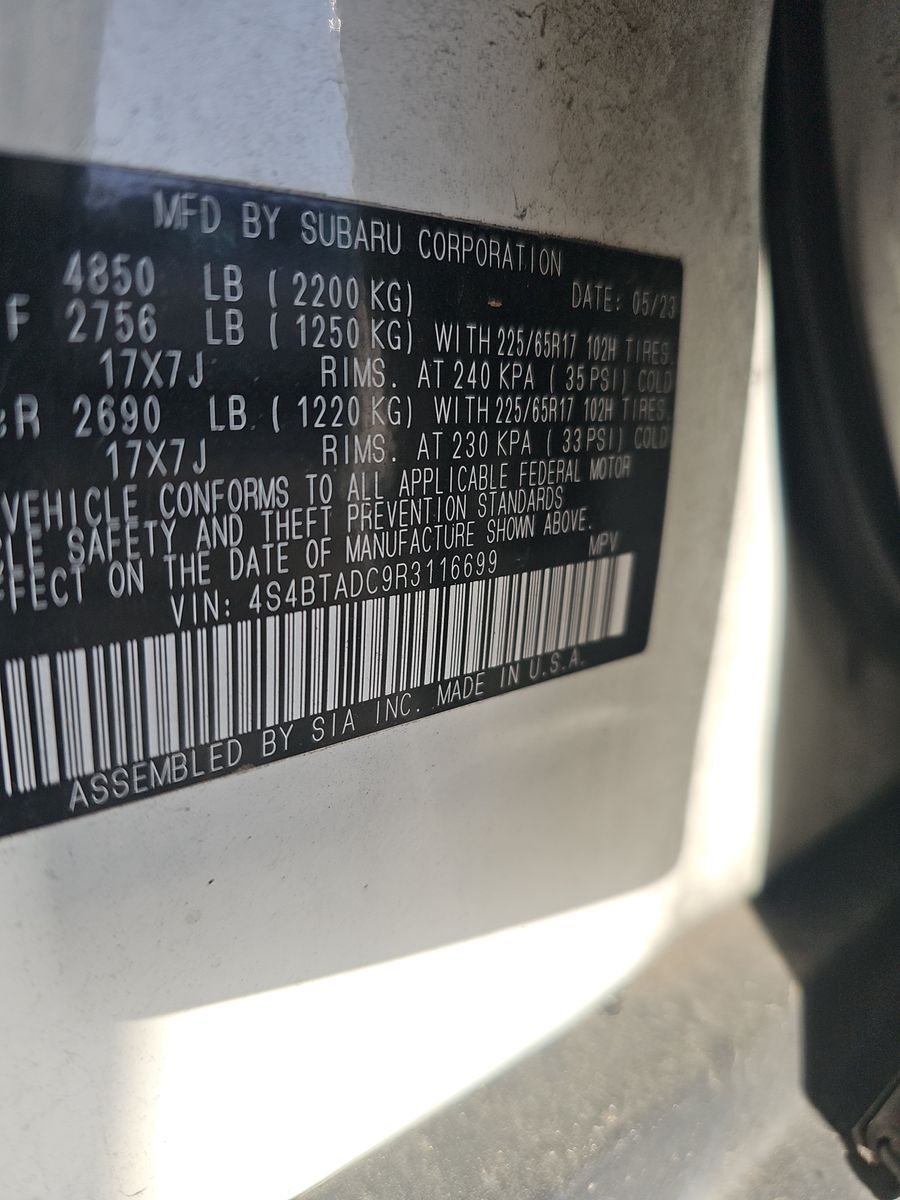 MFD BY SUBARU CORPORATION
4850 LB ( 2200 KG) DATE: 05/23
F 2756 LB ( 1250 KG) WITH 225/65R17 102H TIRES,
17X7J RIMS. AT 240 KPA ( 35 PSI) COLD
R 2690 LB ( 1220 KG) WITH 225/65R17 102H TIRES,
17X7J RIMS. AT 230 KPA ( 33 PSI) COLD
VEHICLE CONFORMS TO ALL APPLICABLE FEDERAL MOTOR
LE SAFETY AND THEFT PREVENTION STANDARDS
FFECT ON THE DATE OF MANUFACTURE SHOWN ABOVE.
VIN: 4S4BTADC9R3116699 MPV
ASSEMBLED BY SIA INC. MADE IN U.S.A.